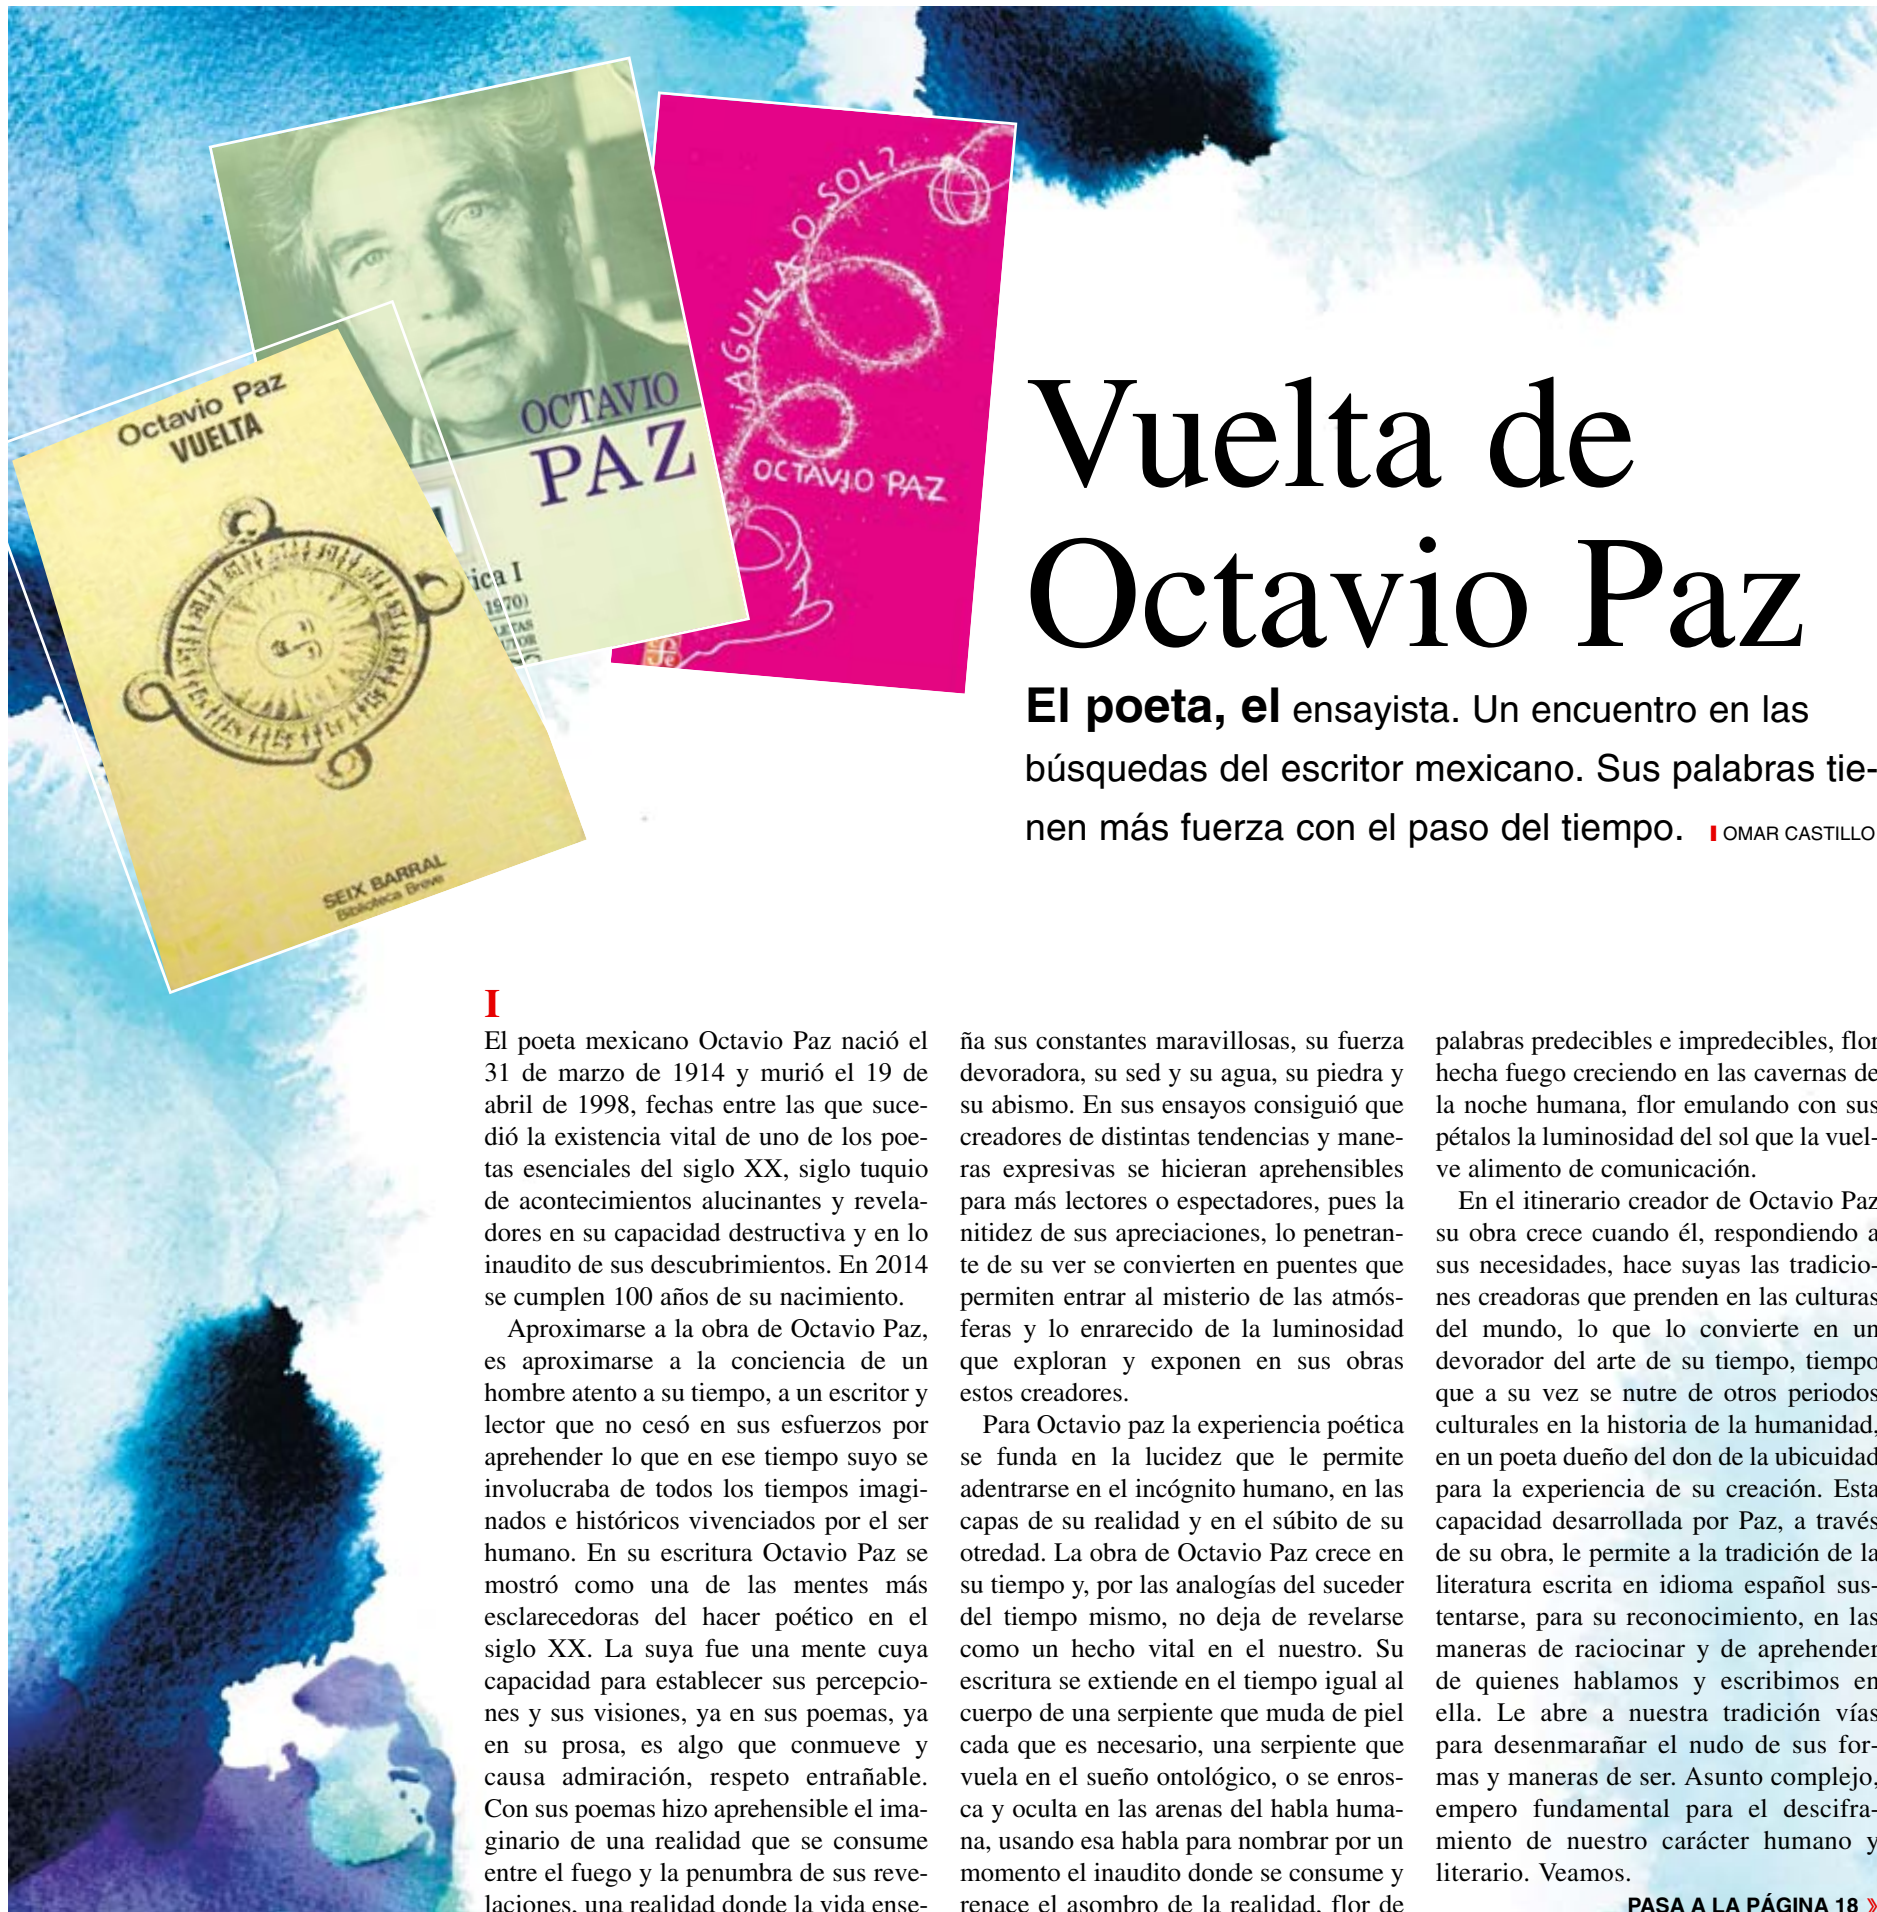 ¿AGUILA O SOL?
OCTAVIO PAZ
OCTAVIO
PAZ
ica I
1970)
LETAS
UTOR
Octavio Paz
VUELTA
SEIX BARRAL
Biblioteca Breve
Vuelta de
Octavio Paz
El poeta, el ensayista. Un encuentro en las
búsquedas del escritor mexicano. Sus palabras tie-
nen más fuerza con el paso del tiempo. OMAR CASTILLO
I
El poeta mexicano Octavio Paz nació el
31 de marzo de 1914 y murió el 19 de
abril de 1998, fechas entre las que suce-
dió la existencia vital de uno de los poe-
tas esenciales del siglo XX, siglo tuquio
de acontecimientos alucinantes y revela-
dores en su capacidad destructiva y en lo
inaudito de sus descubrimientos. En 2014
se cumplen 100 años de su nacimiento.
Aproximarse a la obra de Octavio Paz,
es aproximarse a la conciencia de un
hombre atento a su tiempo, a un escritor y
lector que no cesó en sus esfuerzos por
aprehender lo que en ese tiempo suyo se
involucraba de todos los tiempos imagi-
nados e históricos vivenciados por el ser
humano. En su escritura Octavio Paz se
mostró como una de las mentes más
esclarecedoras del hacer poético en el
siglo XX. La suya fue una mente cuya
capacidad para establecer sus percepcio-
nes y sus visiones, ya en sus poemas, ya
en su prosa, es algo que conmueve y
causa admiración, respeto entrañable.
Con sus poemas hizo aprehensible el ima-
ginario de una realidad que se consume
entre el fuego y la penumbra de sus reve-
laciones, una realidad donde la vida ense-
ña sus constantes maravillosas, su fuerza
devoradora, su sed y su agua, su piedra y
su abismo. En sus ensayos consiguió que
creadores de distintas tendencias y mane-
ras expresivas se hicieran aprehensibles
para más lectores o espectadores, pues la
nitidez de sus apreciaciones, lo penetran-
te de su ver se convierten en puentes que
permiten entrar al misterio de las atmós-
feras y lo enrarecido de la luminosidad
que exploran y exponen en sus obras
estos creadores.
Para Octavio paz la experiencia poética
se funda en la lucidez que le permite
adentrarse en el incógnito humano, en las
capas de su realidad y en el súbito de su
otredad. La obra de Octavio Paz crece en
su tiempo y, por las analogías del suceder
del tiempo mismo, no deja de revelarse
como un hecho vital en el nuestro. Su
escritura se extiende en el tiempo igual al
cuerpo de una serpiente que muda de piel
cada que es necesario, una serpiente que
vuela en el sueño ontológico, o se enros-
ca y oculta en las arenas del habla huma-
na, usando esa habla para nombrar por un
momento el inaudito donde se consume y
renace el asombro de la realidad, flor de
palabras predecibles e impredecibles, flor
hecha fuego creciendo en las cavernas de
la noche humana, flor emulando con sus
pétalos la luminosidad del sol que la vuel-
ve alimento de comunicación.
En el itinerario creador de Octavio Paz
su obra crece cuando él, respondiendo a
sus necesidades, hace suyas las tradicio-
nes creadoras que prenden en las culturas
del mundo, lo que lo convierte en un
devorador del arte de su tiempo, tiempo
que a su vez se nutre de otros periodos
culturales en la historia de la humanidad,
en un poeta dueño del don de la ubicuidad
para la experiencia de su creación. Esta
capacidad desarrollada por Paz, a través
de su obra, le permite a la tradición de la
literatura escrita en idioma español sus-
tentarse, para su reconocimiento, en las
maneras de raciocinar y de aprehender
de quienes hablamos y escribimos en
ella. Le abre a nuestra tradición vías
para desenmarañar el nudo de sus for-
mas y maneras de ser. Asunto complejo,
empero fundamental para el descifra-
miento de nuestro carácter humano y
literario. Veamos.
PASA A LA PÁGINA 18 »